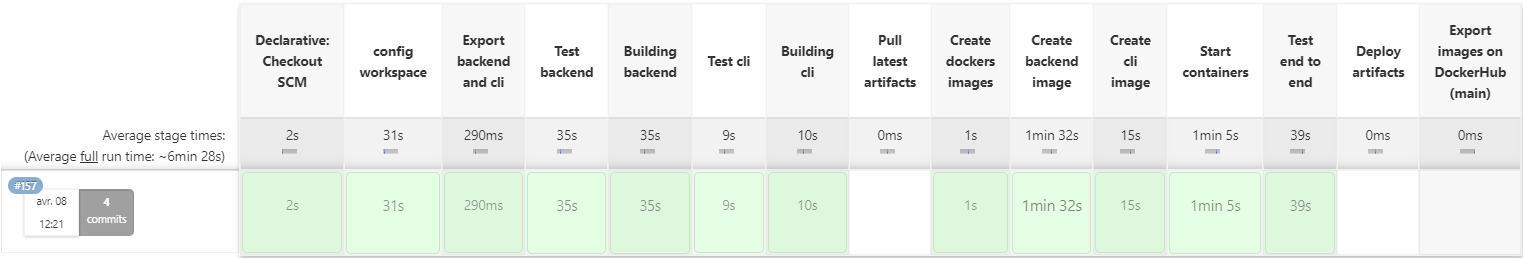 Declarative: Checkout SCM
config workspace
Export backend and cli
Test backend
Building backend
Test cli
Building cli
Pull latest artifacts
Create dockers images
Create backend image
Create cli image
Start containers
Test end to end
Deploy artifacts
Export images on DockerHub (main)
Average stage times:
2s 31s 290ms 35s 35s 9s 10s 0ms 1s 1min 32s 15s 1min 5s 39s 0ms 0ms
(Average full run time: ~6min 28s)
#157
avr. 08
12:21
4
commits
2s 31s 290ms 35s 35s 9s 10s 1s 1min 32s 15s 1min 5s 39s